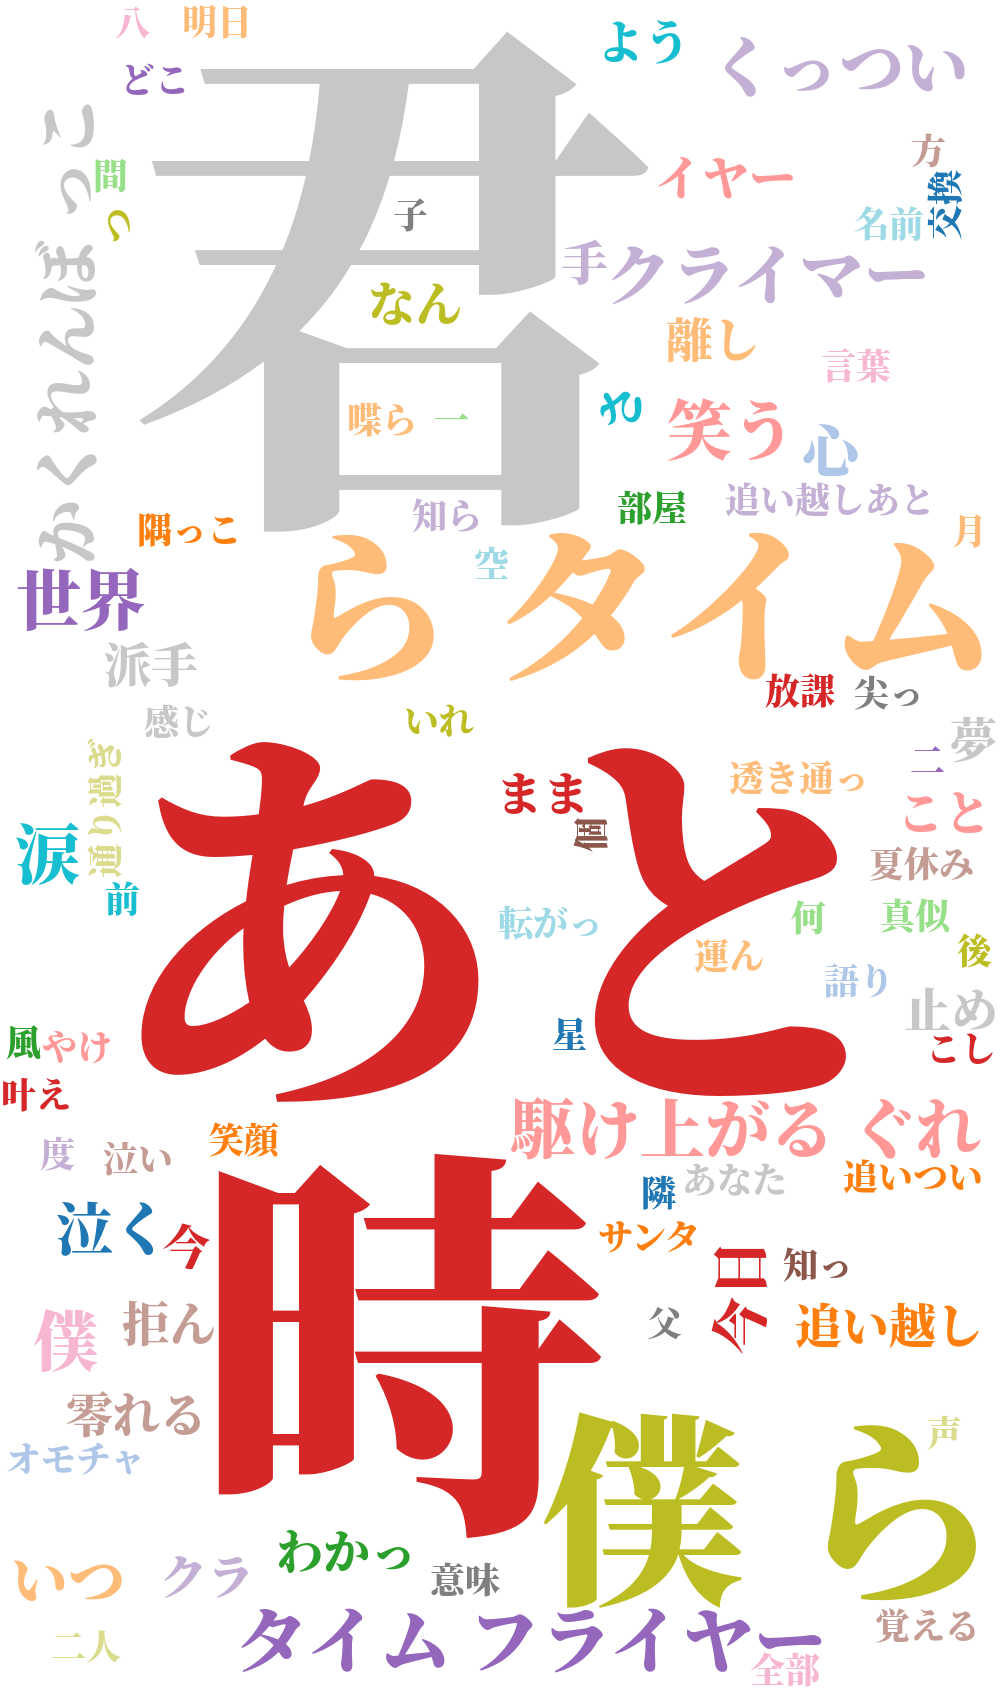 八 明日
よう
くっつい
どこ
君
かくれんぼっこ
間
っ
子
イヤー
方
交換
名前
手
クライマー
なん
離し
言葉
喋ら 一
れ
笑う
心
隅っこ
知ら
部屋
追い越しあと
月
空
世界
らタイム
派手
感じ
いれ
放課
尖っ
夢
二
通り過ぎ
あと
まま
個
透き通っ
こと
涙
前
夏休み
転がっ
何
真似
運ん
語り
後
止め
風
やけ
星
こし
叶え
駆け上がる
ぐれ
度
泣い
笑顔
時
隣
あなた
追いつい
泣く
今
サンタ
今日
知っ
僕
拒ん
父
追い越し
零れる
オモチャ
僕ら
声
いつ
クラ
わかっ
意味
二人
タイムフライヤー
覚える
全部